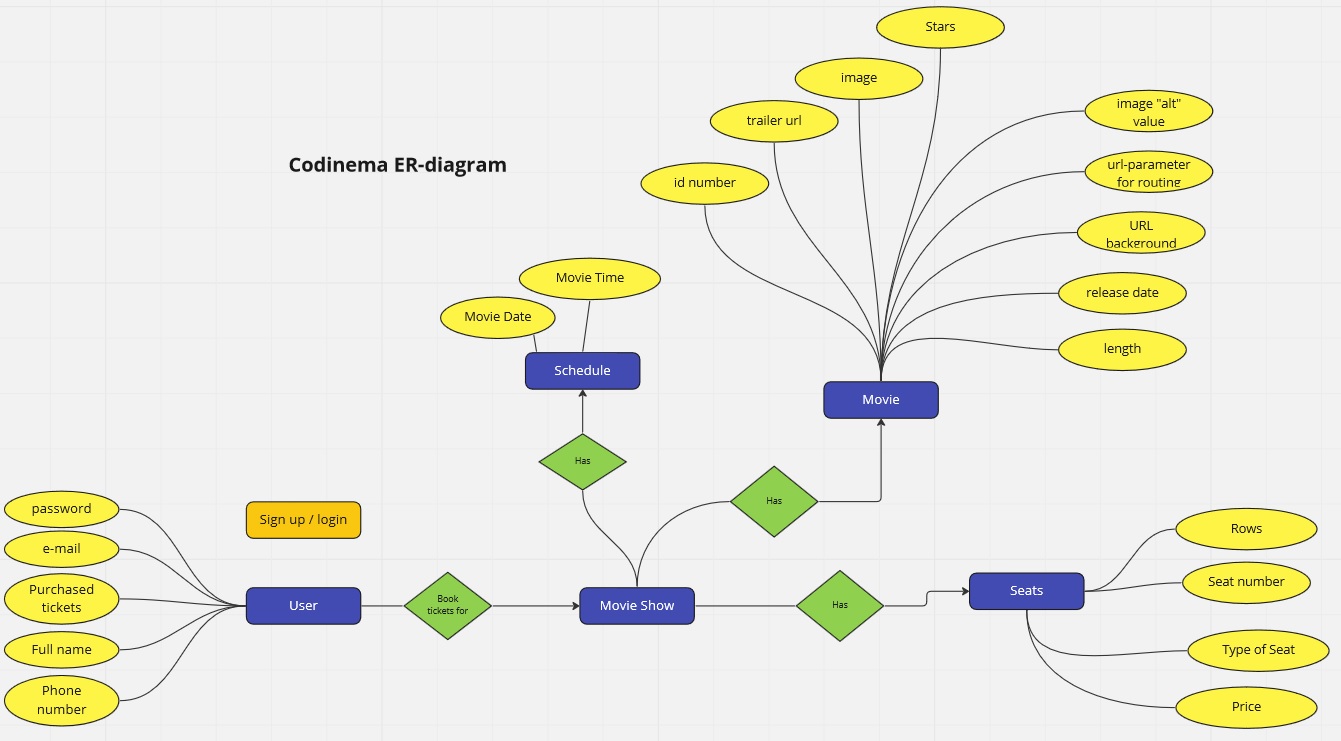 Stars
image
image "alt"
value
trailer url
url-parameter
for routing
Codinema ER-diagram
id number
URL
background
Movie Time
release date
Movie Date
length
Schedule
Movie
Has
Has
password
Sign up / login
Rows
e-mail
Seat number
Purchased
tickets
User
Book
tickets for
Movie Show
Has
Seats
Full name
Type of Seat
Phone
number
Price